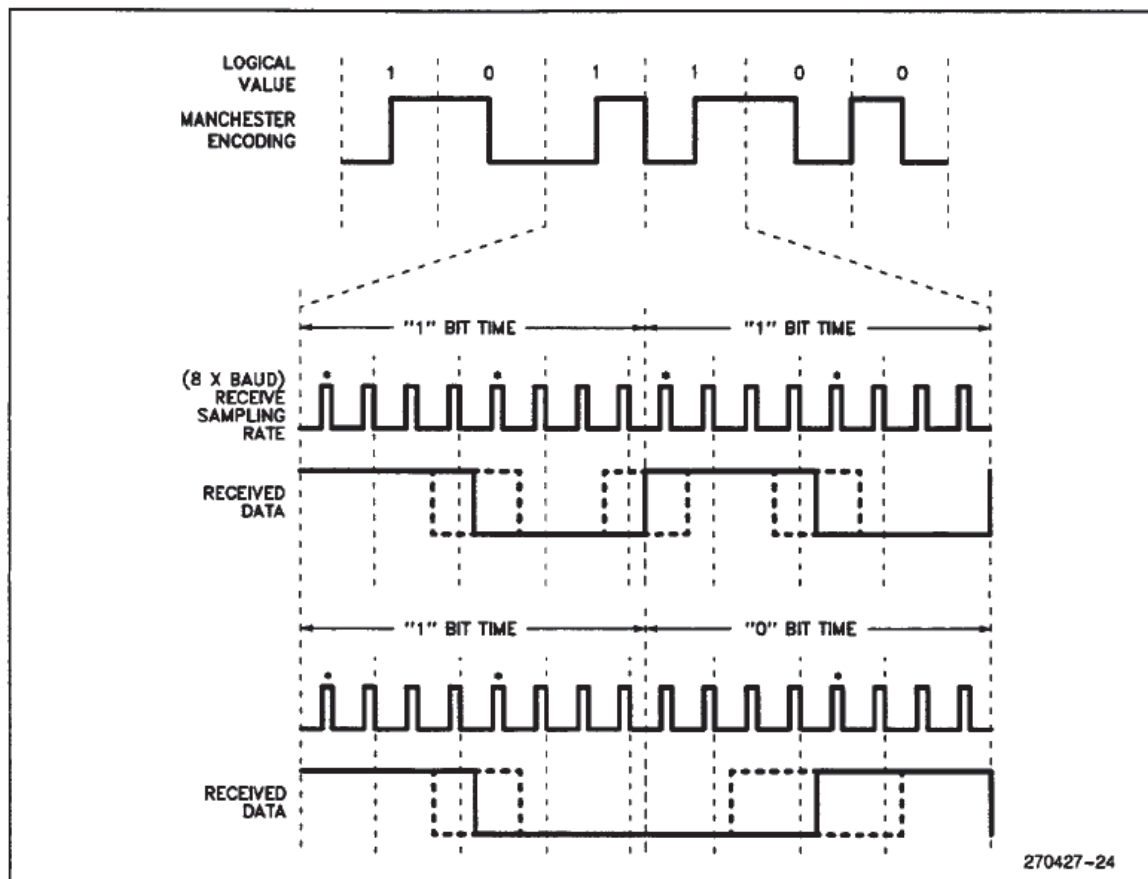 LOGICAL
VALUE
1 0 1 1 0 0
MANCHESTER
ENCODING
"1" BIT TIME "1" BIT TIME
(8 X BAUD)
RECEIVE
SAMPLING
RATE
* * * *
RECEIVED
DATA
"1" BIT TIME "0" BIT TIME
* * *
RECEIVED
DATA
270427-24